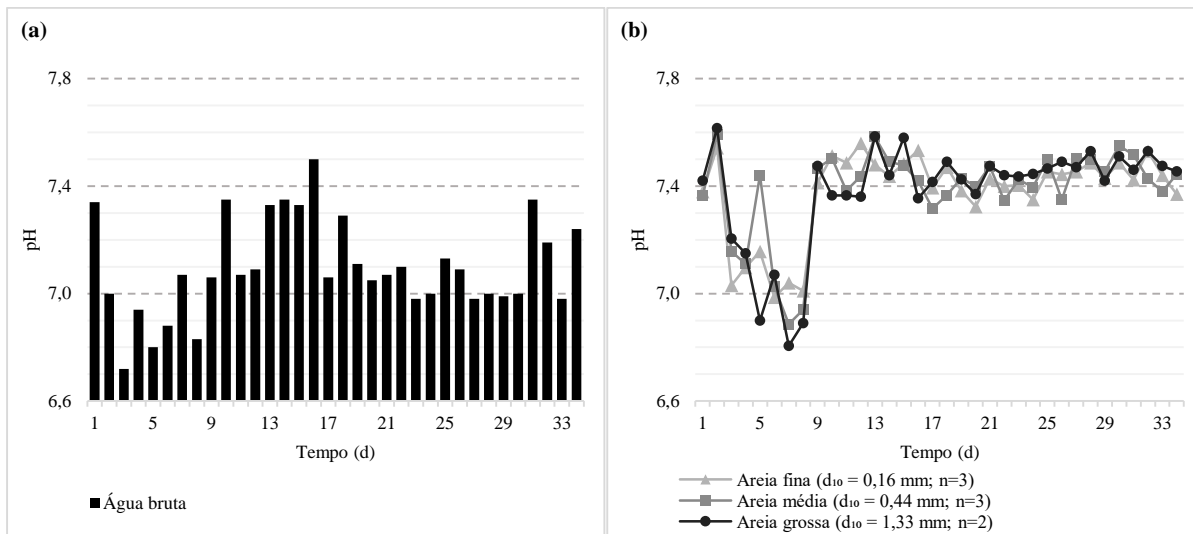 (a)
7,8
7,4
7,0
6,6
pH
1 5 9 13 17 21 25 29 33
Tempo (d)
Água bruta
(b)
7,8
7,4
7,0
6,6
pH
1 5 9 13 17 21 25 29 33
Tempo (d)
Areia fina (d₁₀ = 0,16 mm; n=3)
Areia média (d₁₀ = 0,44 mm; n=3)
Areia grossa (d₁₀ = 1,33 mm; n=2)